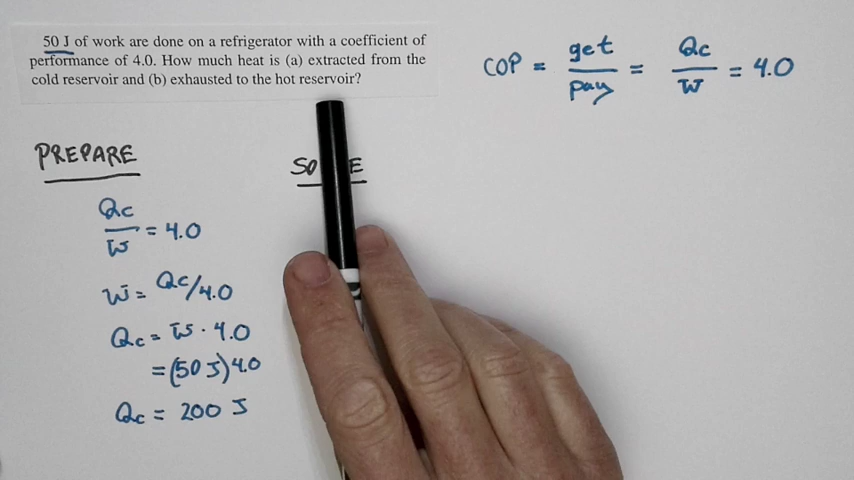 50 J of work are done on a refrigerator with a coefficient of
performance of 4.0. How much heat is (a) extracted from the
cold reservoir and (b) exhausted to the hot reservoir?
COP = get/pay = Qc/W = 4.0
PREPARE
Qc/W = 4.0
W = Qc/4.0
Qc = W · 4.0
= (50 J) 4.0
Qc = 200 J